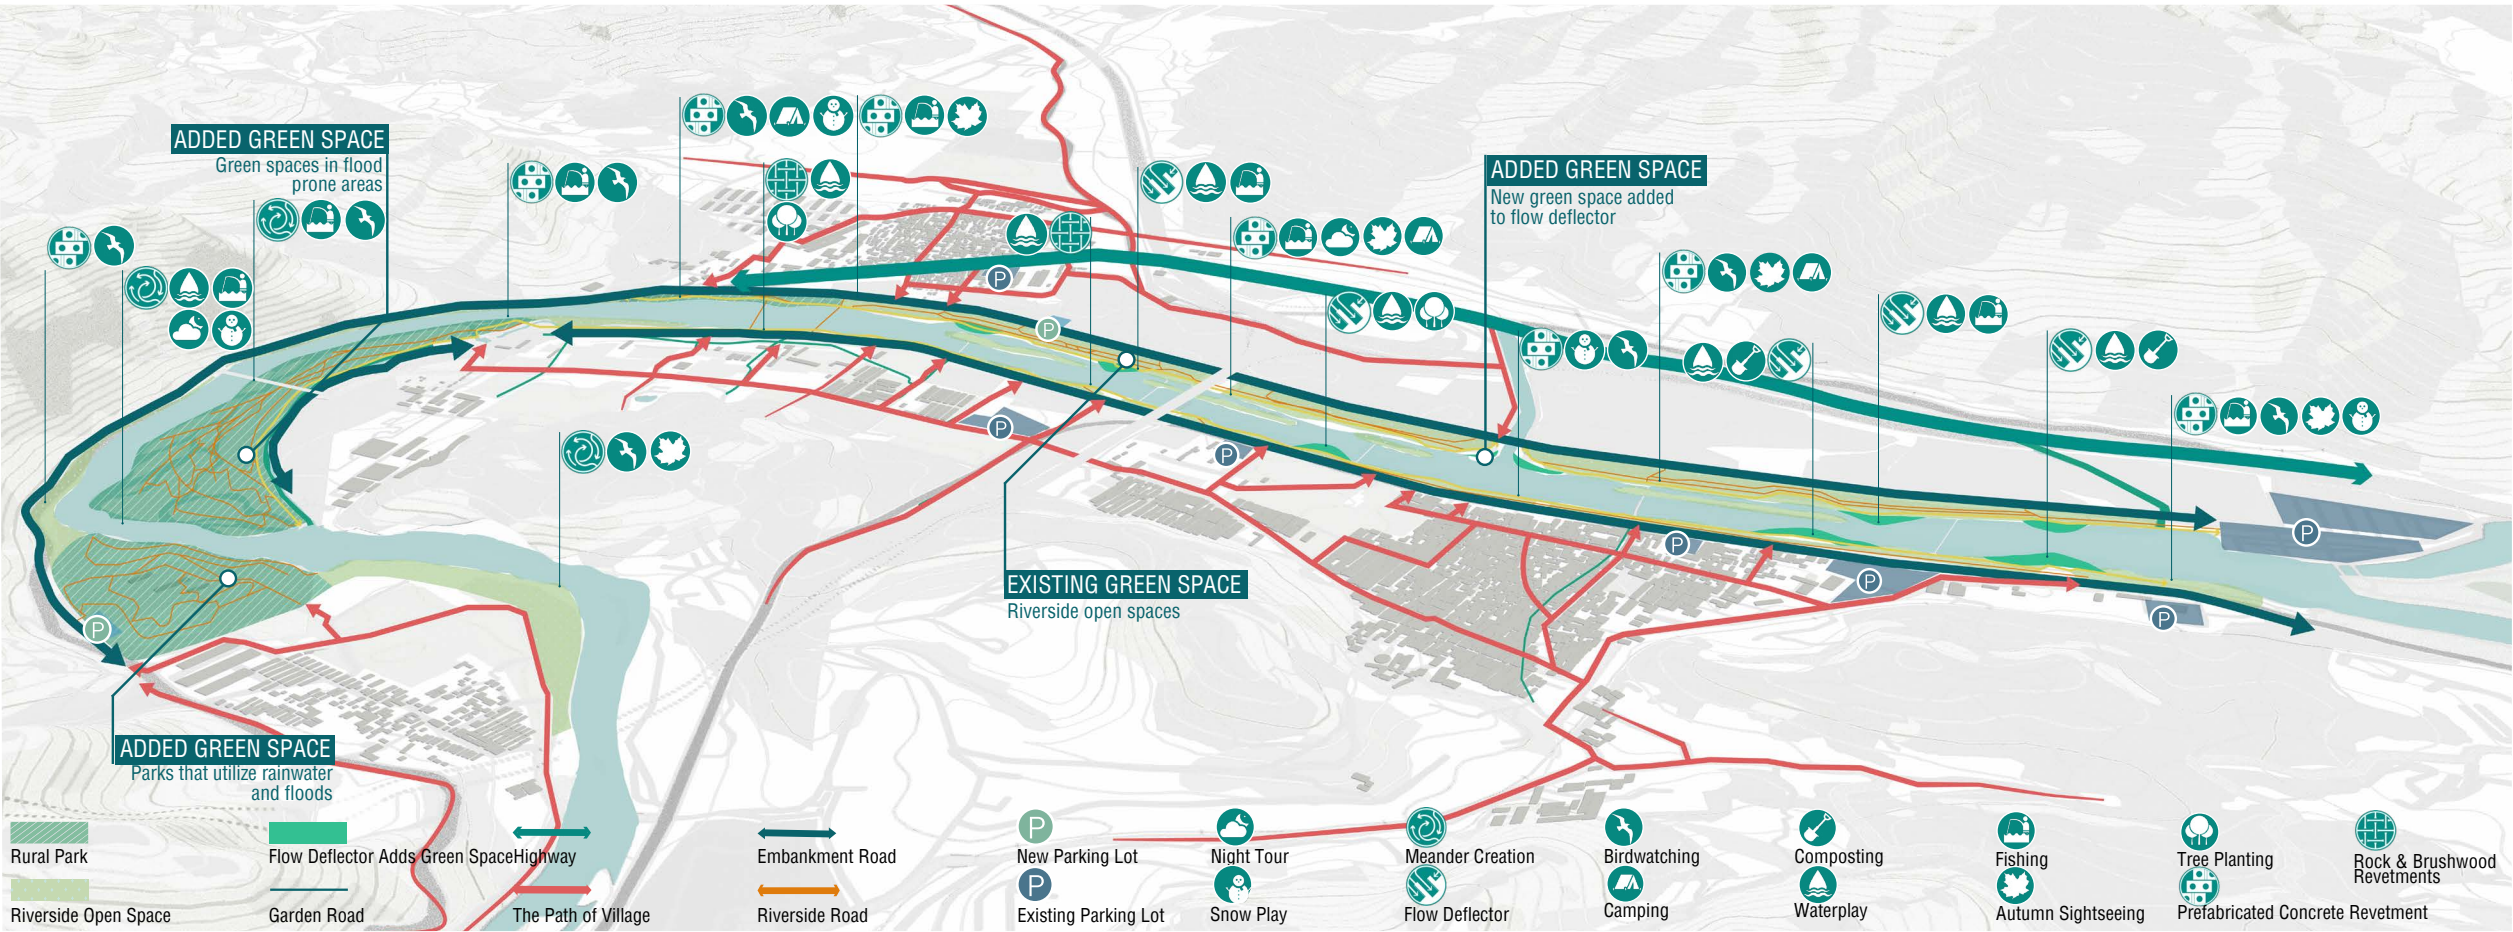 ADDED GREEN SPACE
Green spaces in flood
prone areas
ADDED GREEN SPACE
New green space added
to flow deflector
P
P
P
P
P
P
P
P
P
P
EXISTING GREEN SPACE
Riverside open spaces
ADDED GREEN SPACE
Parks that utilize rainwater
and floods
Rural Park
Riverside Open Space
Flow Deflector Adds Green Space
Garden Road
Highway
The Path of Village
Embankment Road
Riverside Road
P
New Parking Lot
P
Existing Parking Lot
Night Tour
Snow Play
Meander Creation
Flow Deflector
Birdwatching
Camping
Composting
Waterplay
Fishing
Autumn Sightseeing
Tree Planting
Prefabricated Concrete Revetment
Rock & Brushwood
Revetments